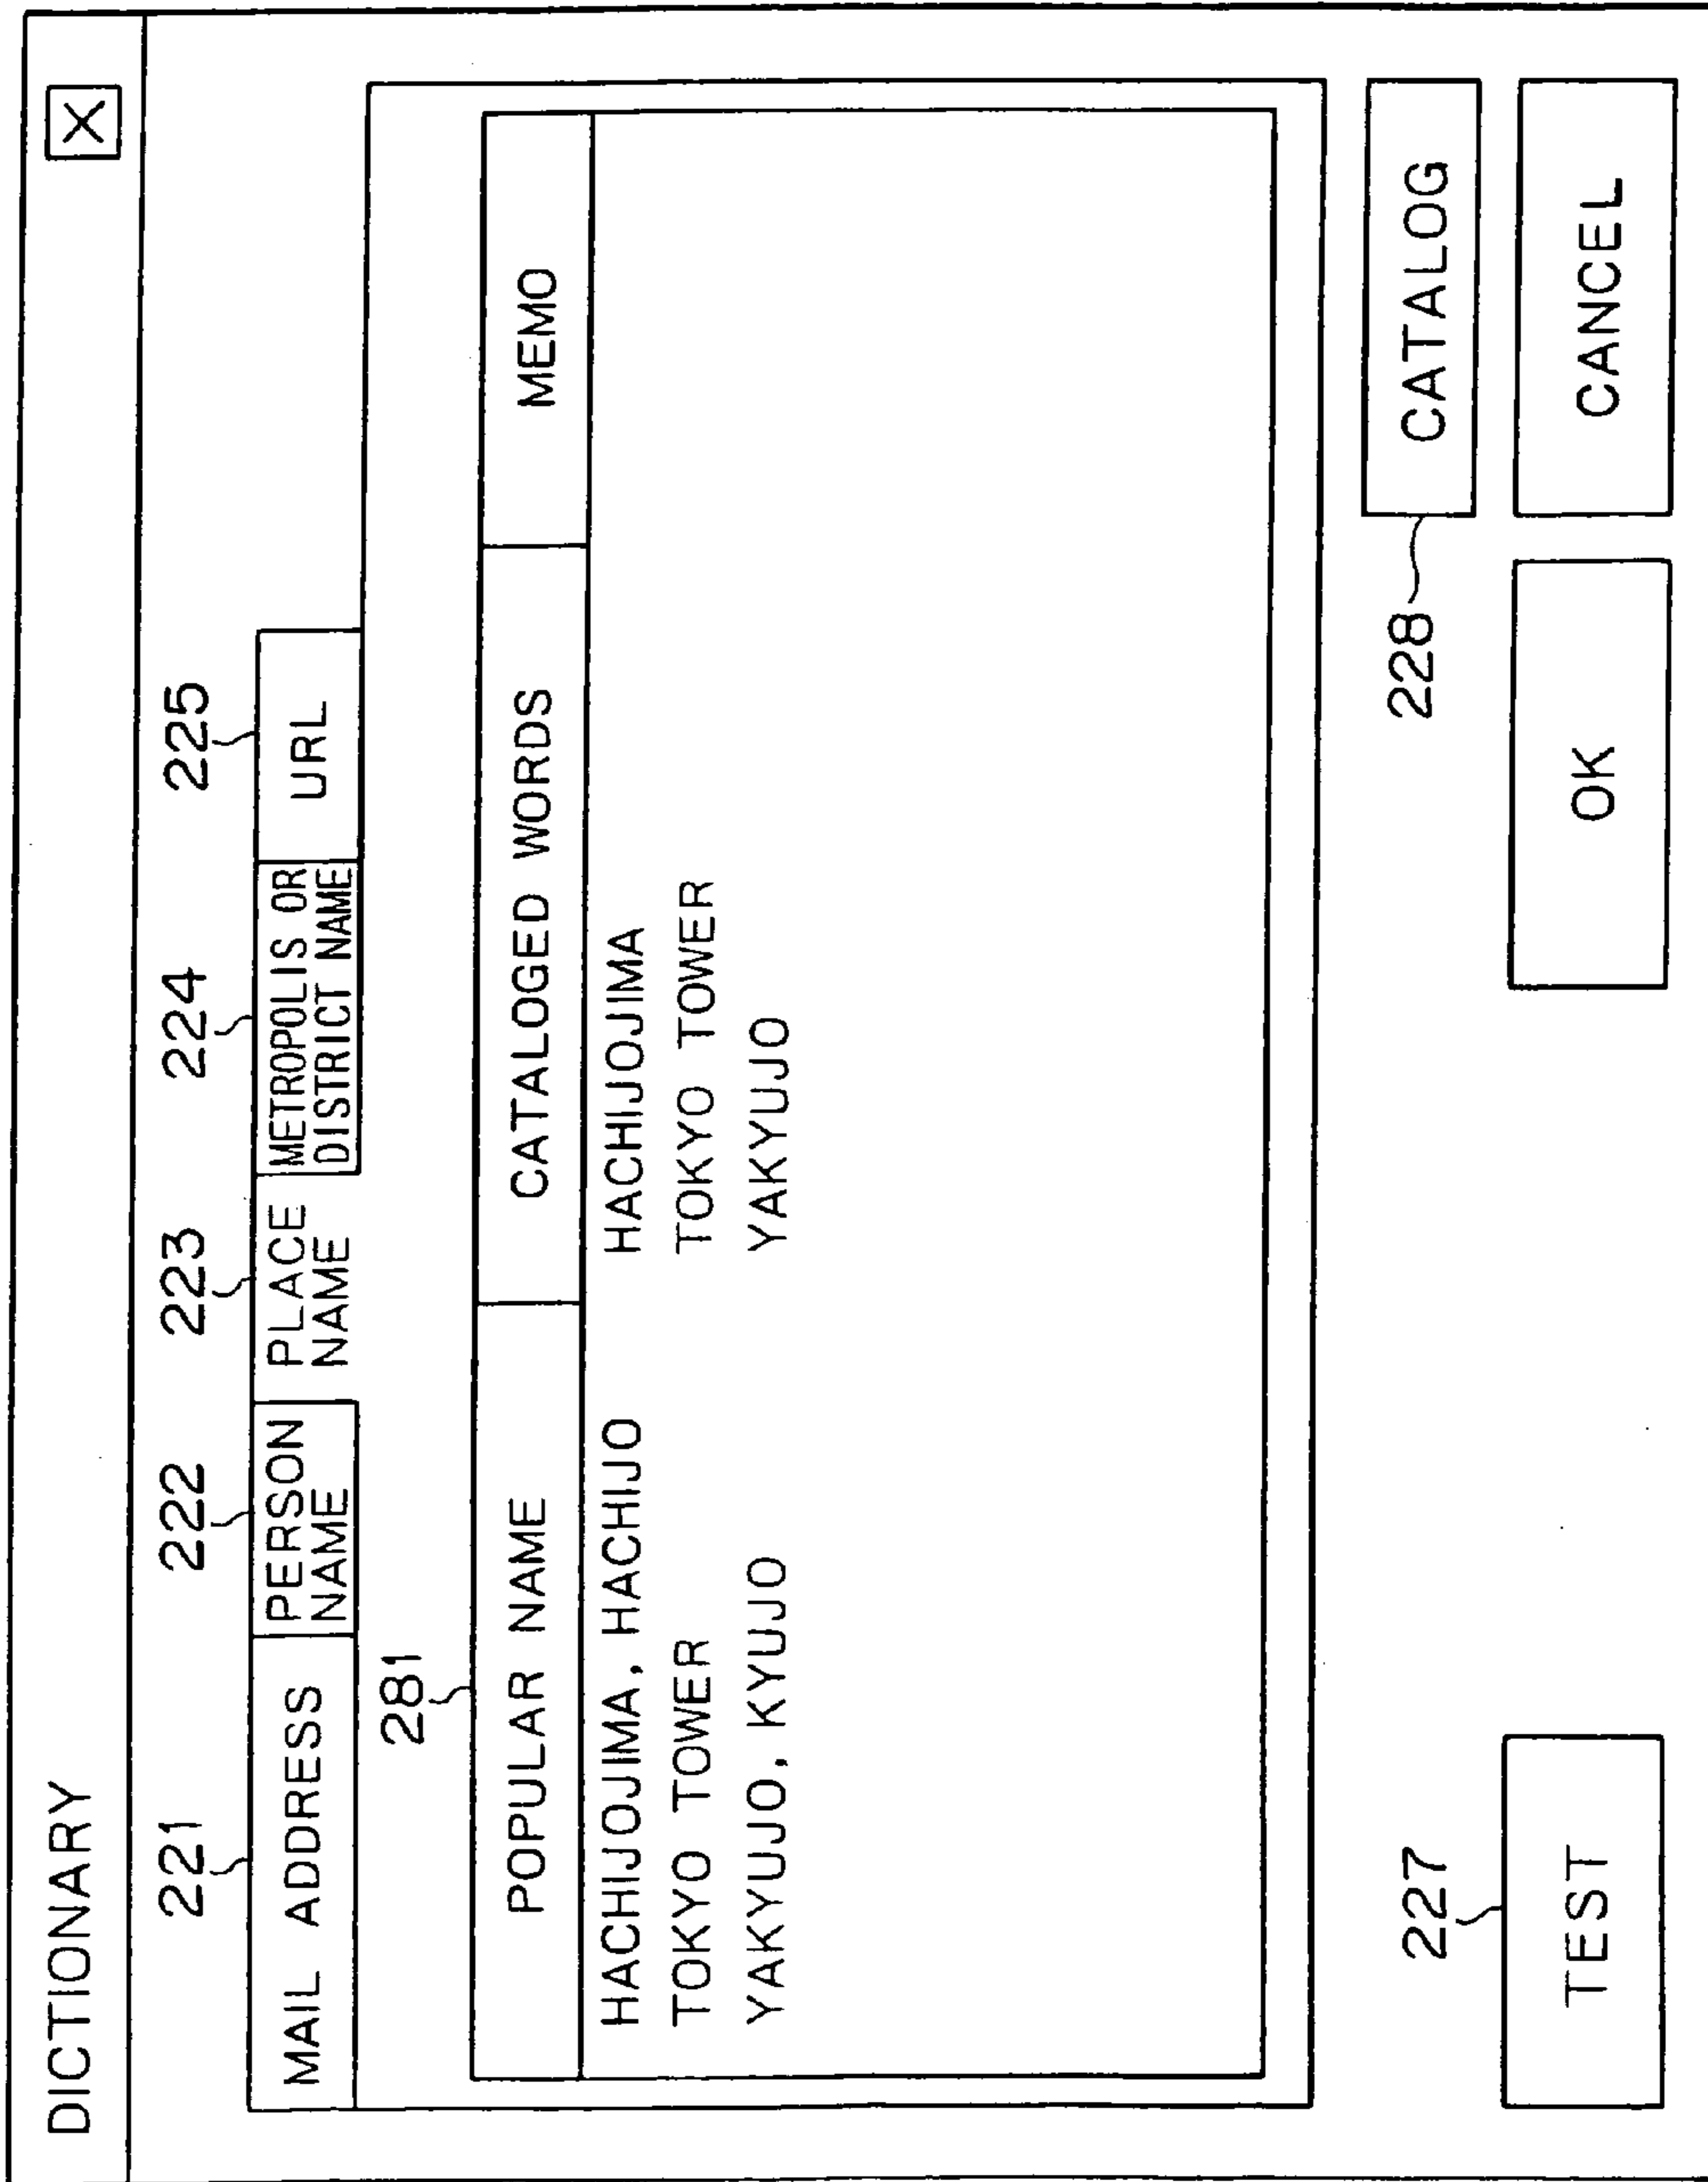 DICTIONARY
X
221
222
223
224
225
MAIL ADDRESS
PERSON
NAME
PLACE
NAME
METROPOLIS OR
DISTRICT NAME
URL
281
POPULAR NAME
CATALOGED WORDS
MEMO
HACHIJOJIMA, HACHIJO
HACHIJOJIMA
TOKYO TOWER
TOKYO TOWER
YAKYUJO, KYUJO
YAKYUJO
227
228
CATALOG
TEST
OK
CANCEL